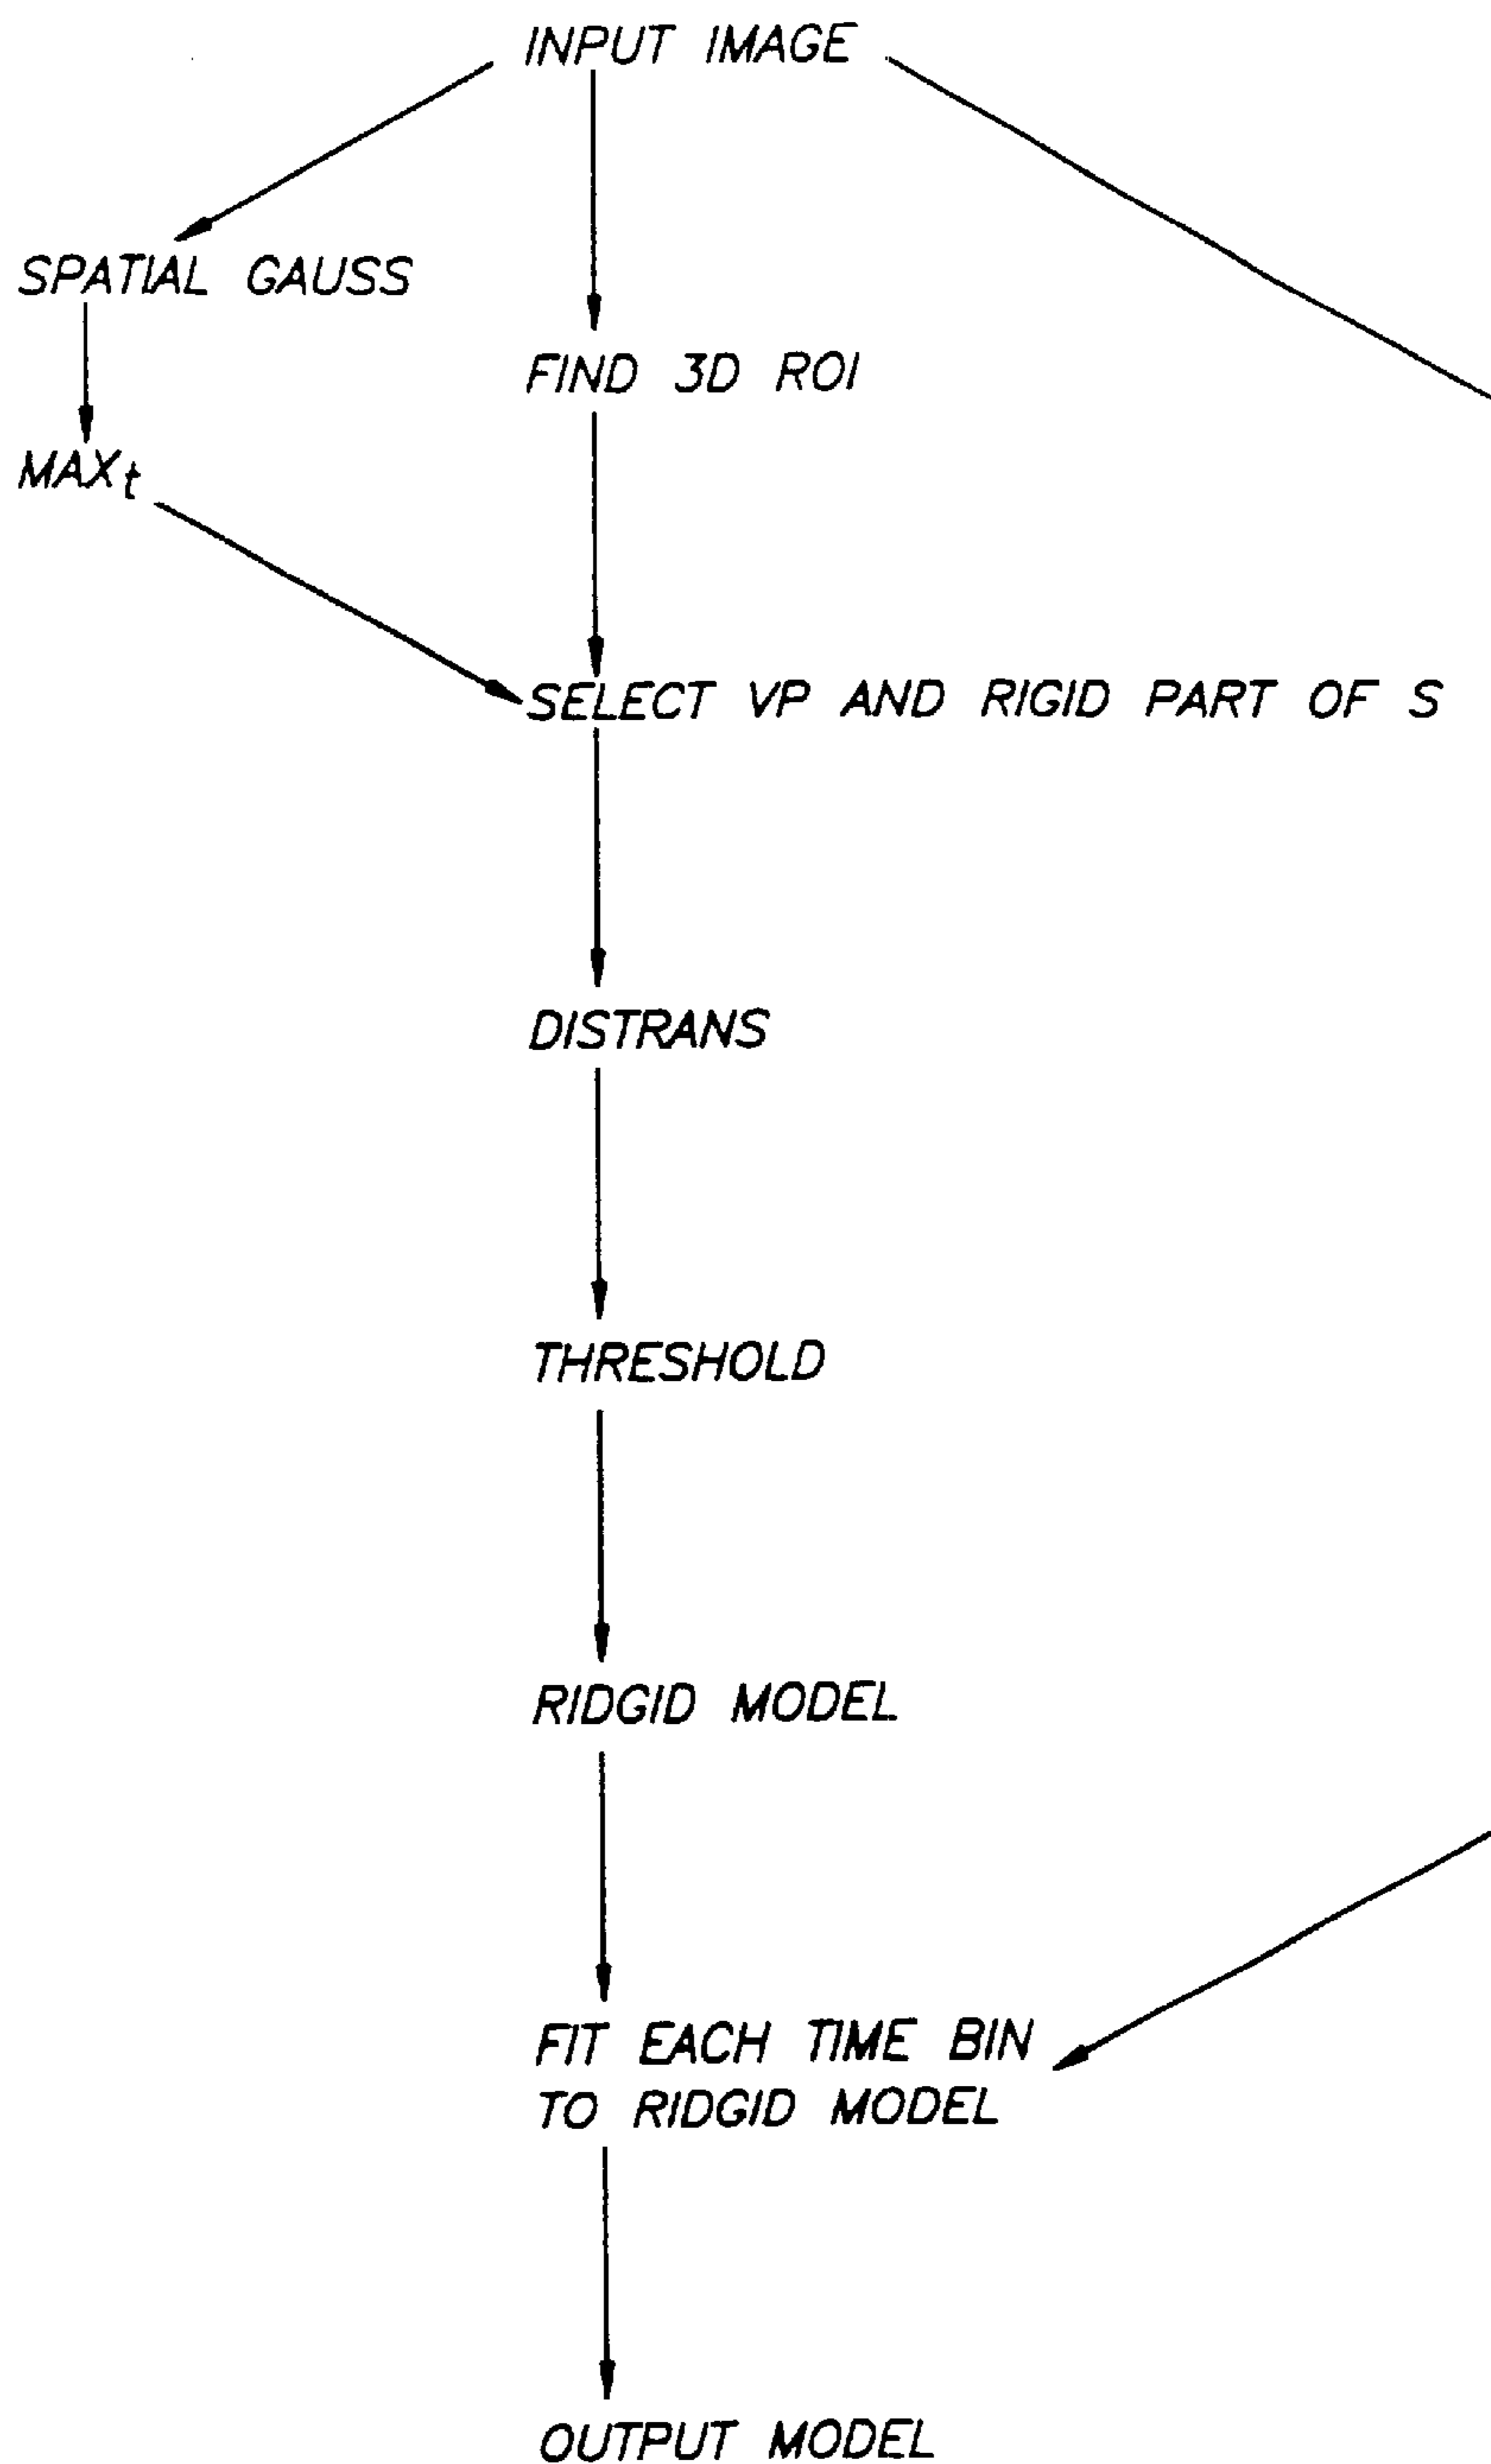 INPUT IMAGE
SPATIAL GAUSS
FIND 3D ROI
MAXt
SELECT VP AND RIGID PART OF S
DISTRANS
THRESHOLD
RIDGID MODEL
FIT EACH TIME BIN
TO RIDGID MODEL
OUTPUT MODEL